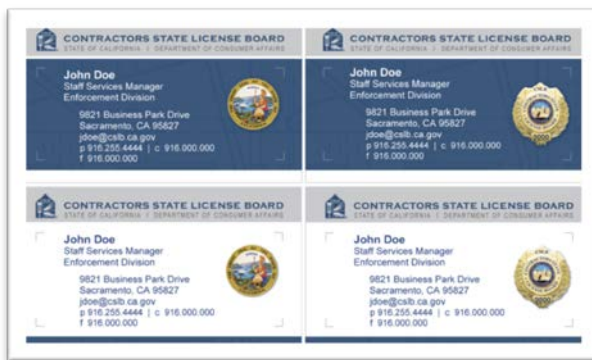 CONTRACTORS STATE LICENSE BOARD
STATE OF CALIFORNIA | DEPARTMENT OF CONSUMER AFFAIRS
John Doe
Staff Services Manager
Enforcement Division
9821 Business Park Drive
Sacramento, CA 95827
jdoe@cslb.ca.gov
p 916.255.4444 | c 916.000.000
f 916.000.000
CONTRACTORS STATE LICENSE BOARD
STATE OF CALIFORNIA | DEPARTMENT OF CONSUMER AFFAIRS
John Doe
Staff Services Manager
Enforcement Division
9821 Business Park Drive
Sacramento, CA 95827
jdoe@cslb.ca.gov
p 916.255.4444 | c 916.000.000
f 916.000.000
CONTRACTORS STATE LICENSE BOARD
STATE OF CALIFORNIA | DEPARTMENT OF CONSUMER AFFAIRS
John Doe
Staff Services Manager
Enforcement Division
9821 Business Park Drive
Sacramento, CA 95827
jdoe@cslb.ca.gov
p 916.255.4444 | c 916.000.000
f 916.000.000
CONTRACTORS STATE LICENSE BOARD
STATE OF CALIFORNIA | DEPARTMENT OF CONSUMER AFFAIRS
John Doe
Staff Services Manager
Enforcement Division
9821 Business Park Drive
Sacramento, CA 95827
jdoe@cslb.ca.gov
p 916.255.4444 | c 916.000.000
f 916.000.000